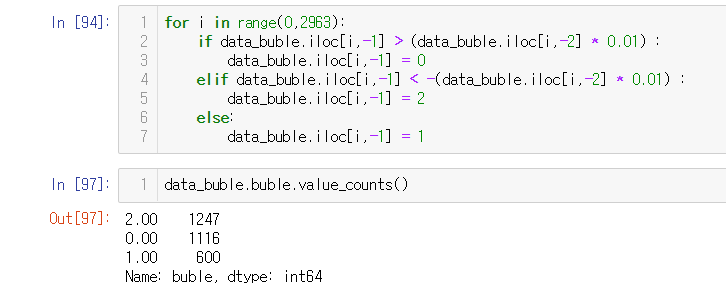 In [94]:
1 for i in range(0,2963):
2     if data_buble.iloc[i,-1] > (data_buble.iloc[i,-2] * 0.01) :
3         data_buble.iloc[i,-1] = 0
4     elif data_buble.iloc[i,-1] < -(data_buble.iloc[i,-2] * 0.01) :
5         data_buble.iloc[i,-1] = 2
6     else:
7         data_buble.iloc[i,-1] = 1
In [97]:
1 data_buble.buble.value_counts()
Out[97]:
2.00    1247
0.00    1116
1.00     600
Name: buble, dtype: int64